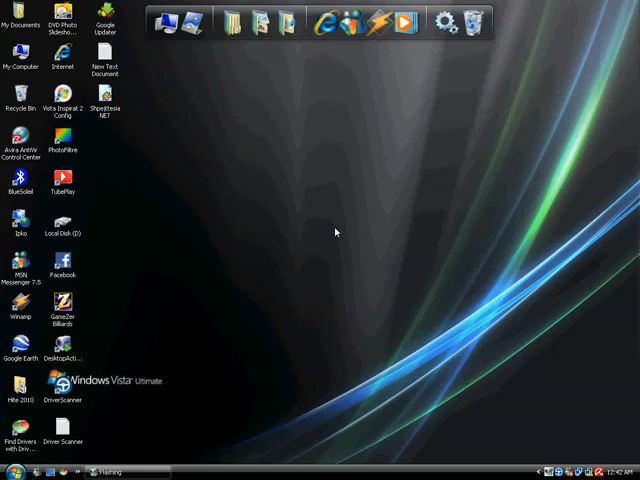 My Documents
DVD Photo
Slidesho...
Google
Updater
My Computer
Internet
New Text
Document
Recycle Bin
Vista Inspirat 2
Config
Shpejtesia
NET
Avira AntiVir
Control Center
PhotoFiltre
BlueSoleil
TubePlay
Ipko
Local Disk (D)
MSN
Messenger 7.5
Facebook
Winamp
GameZer
Billiards
Google Earth
DesktopActi...
Windows Vista™ Ultimate
Hite 2010
DriverScanner
Find Drivers
with Driv...
Driver Scanner
Flashing
12:42 AM